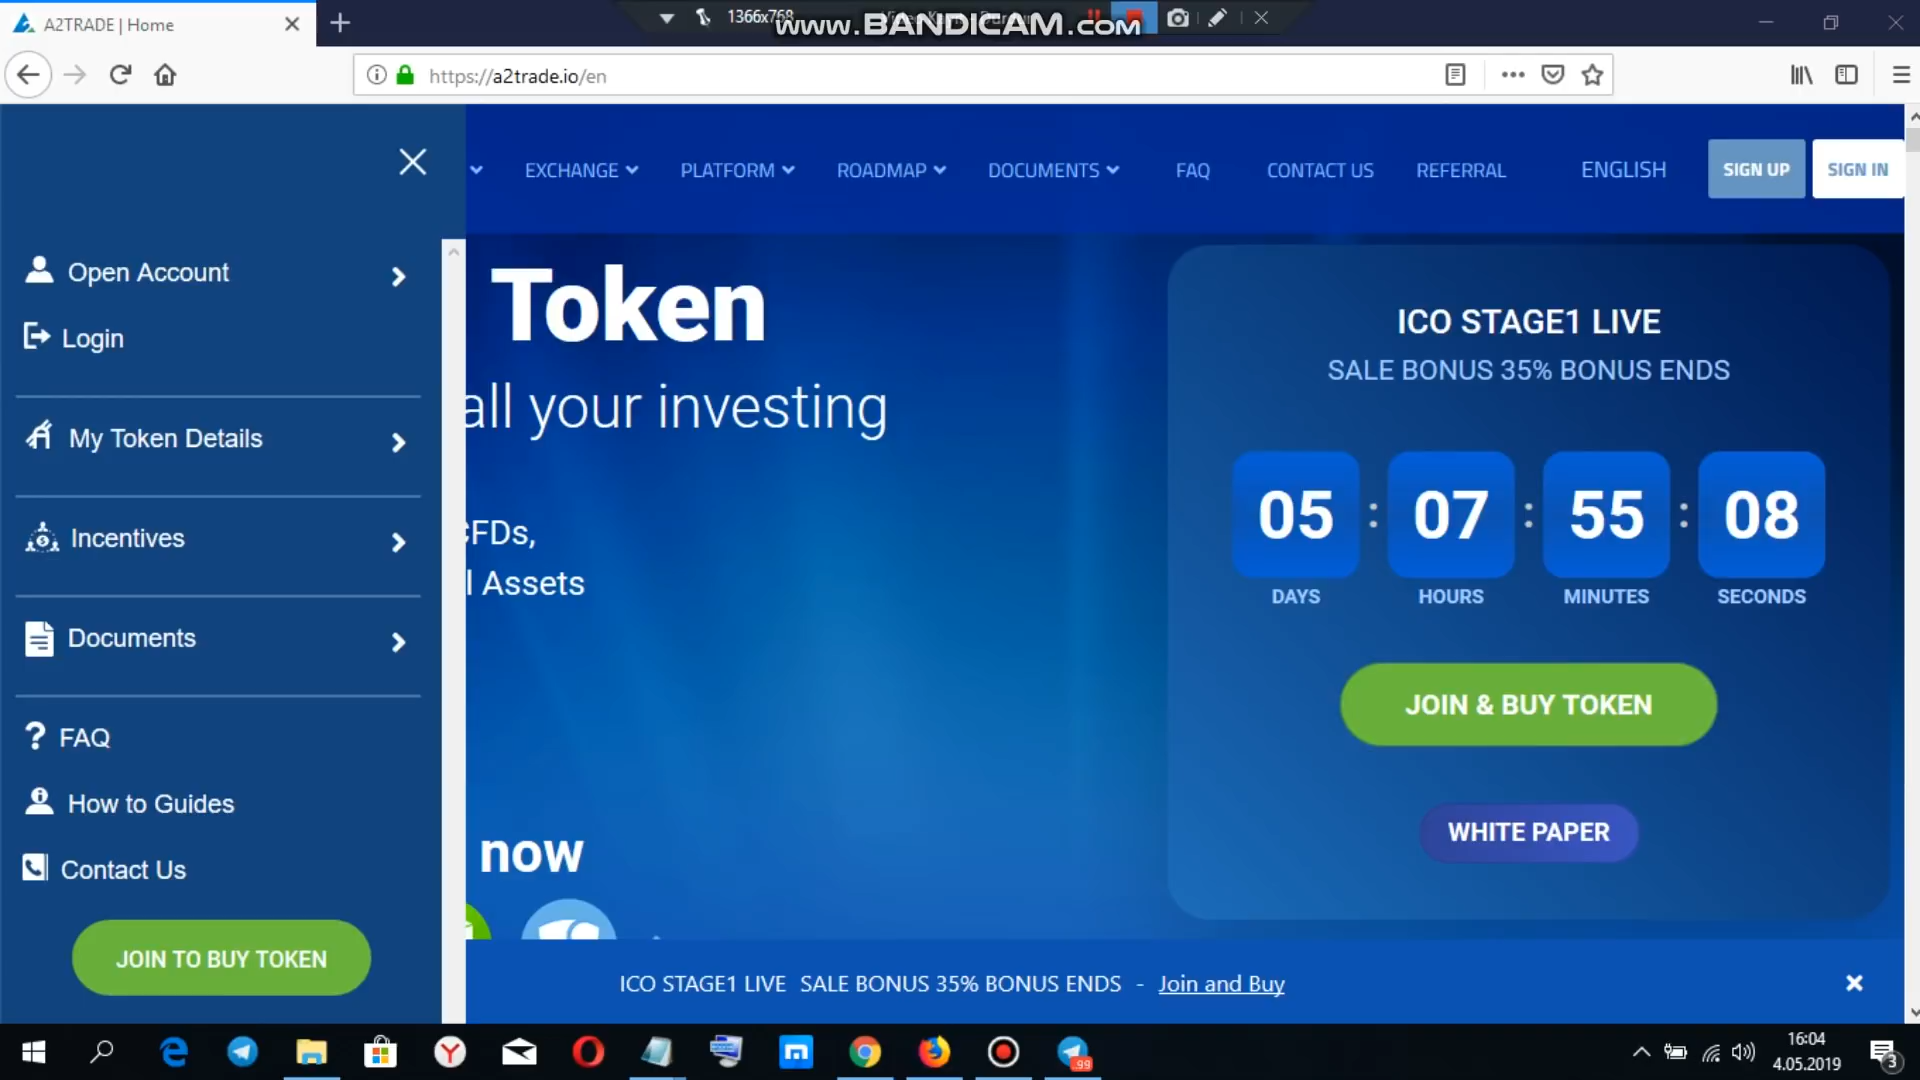 A2TRADE | Home
1366x768
www.BANDICAM.com
https://a2trade.io/en
EXCHANGE
PLATFORM
ROADMAP
DOCUMENTS
FAQ
CONTACT US
REFERRAL
ENGLISH
SIGN UP
SIGN IN
Open Account
Login
My Token Details
Incentives
Documents
FAQ
How to Guides
Contact Us
JOIN TO BUY TOKEN
Token
all your investing
CFDs,
l Assets
now
ICO STAGE1 LIVE
SALE BONUS 35% BONUS ENDS
05 : 07 : 55 : 08
DAYS HOURS MINUTES SECONDS
JOIN & BUY TOKEN
WHITE PAPER
ICO STAGE1 LIVE SALE BONUS 35% BONUS ENDS - Join and Buy
16:04
4.05.2019
3
99